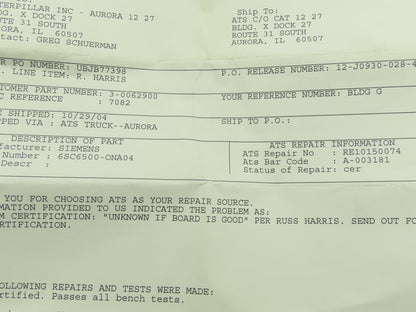 TERPILLAR INC - AURORA 12 27
LDG. X DOCK 27
OUTE 31 SOUTH
RORA, IL 60507
ntact: GREG SCHUERMAN
Ship To:
ATS C/O CAT 12 27
BLDG. X DOCK 27
ROUTE 31 SOUTH
AURORA, IL 60507
R PO NUMBER: UBJB77398
. LINE ITEM: R. HARRIS
P.O. RELEASE NUMBER: 12-J0930-028-4
TOMER PART NUMBER: 3-0062900
C REFERENCE : 7082
YOUR REFERENCE NUMBER: BLDG G
E SHIPPED: 10/29/04
PPED VIA : ATS TRUCK--AURORA
SHIP TO P.O.:
DESCRIPTION OF PART
facturer: SIEMENS
Number : 6SC6500-0NA04
Descr :
ATS REPAIR INFORMATION
ATS Repair No : RE10150074
Ats Bar Code : A-003181
Status of Repair: cer
YOU FOR CHOOSING ATS AS YOUR REPAIR SOURCE.
MATION PROVIDED TO US INDICATED THE PROBLEM AS:
M CERTIFICATION: "UNKNOWN IF BOARD IS GOOD" PER RUSS HARRIS. SEND OUT FO
RTIFICATION.
OLLOWING REPAIRS AND TESTS WERE MADE:
rtified. Passes all bench tests.